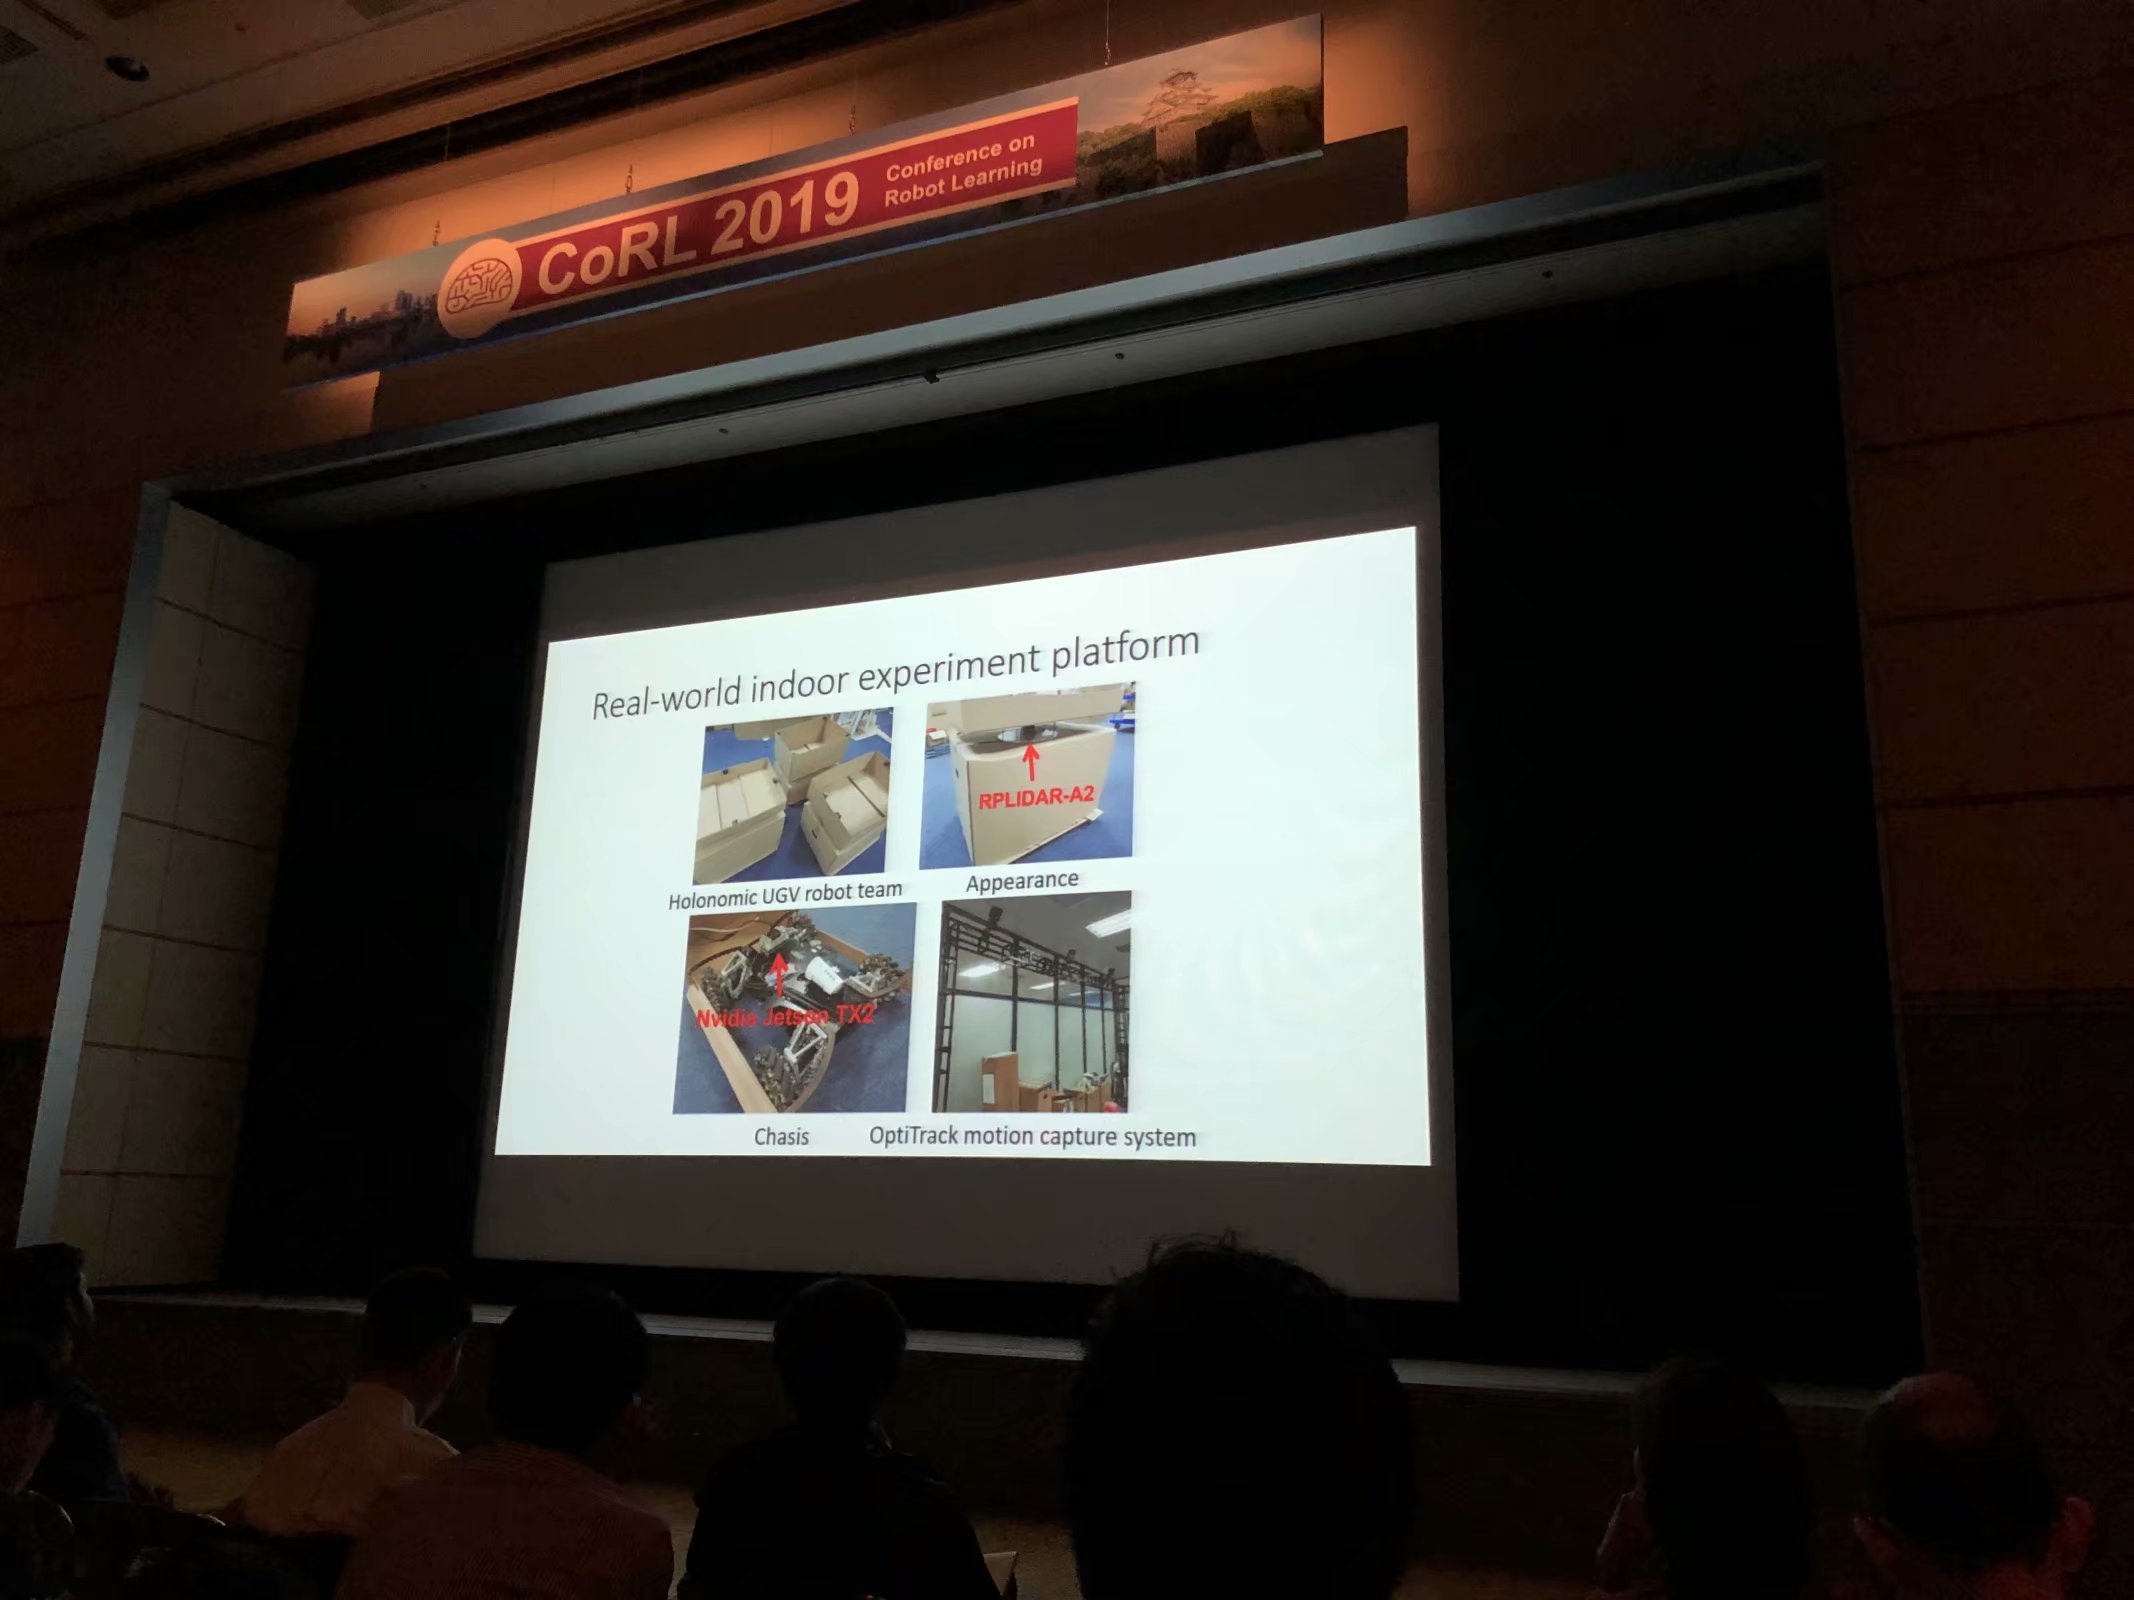 CoRL 2019
Conference on
Robot Learning
Real-world indoor experiment platform
RPLIDAR-A2
Holonomic UGV robot team
Appearance
Nvidia Jetson TX2
Chasis
OptiTrack motion capture system